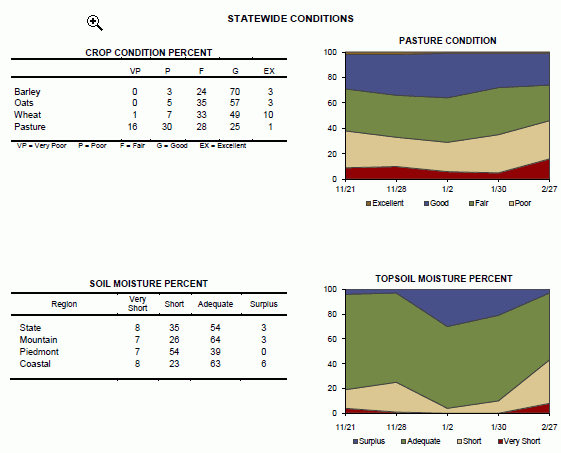 STATEWIDE CONDITIONS
CROP CONDITION PERCENT
VP P F G EX
Barley 0 3 24 70 3
Oats 0 5 35 57 3
Wheat 1 7 33 49 10
Pasture 16 30 28 25 1
VP = Very Poor P = Poor F = Fair G = Good EX = Excellent
PASTURE CONDITION
100
80
60
40
20
0
11/21 11/28 1/2 1/30 2/27
Excellent Good Fair Poor
SOIL MOISTURE PERCENT
Region Very Short Short Adequate Surplus
State 8 35 54 3
Mountain 7 26 64 3
Piedmont 7 54 39 0
Coastal 8 23 63 6
TOPSOIL MOISTURE PERCENT
100
80
60
40
20
0
11/21 11/28 1/2 1/30 2/27
Surplus Adequate Short Very Short